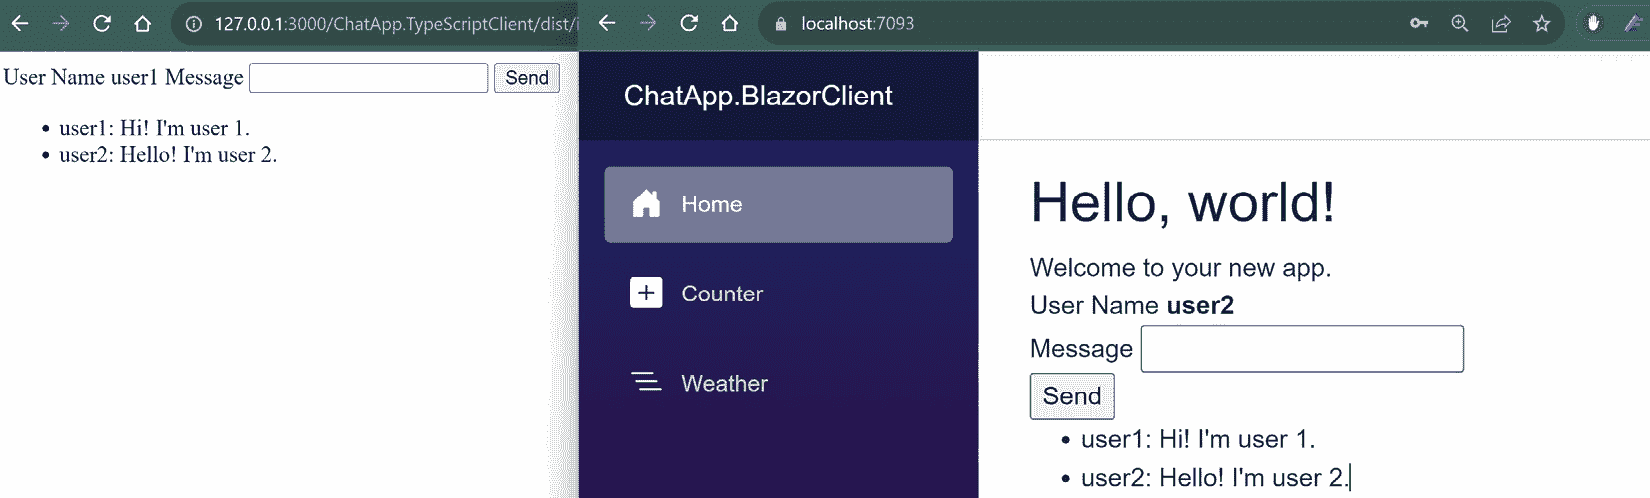 127.0.0.1:3000/ChatApp.TypeScriptClient/dist/i
User Name user1 Message Send
user1: Hi! I'm user 1.
user2: Hello! I'm user 2.
localhost:7093
ChatApp.BlazorClient
Home
Counter
Weather
Hello, world!
Welcome to your new app.
User Name user2
Message
Send
user1: Hi! I'm user 1.
user2: Hello! I'm user 2.